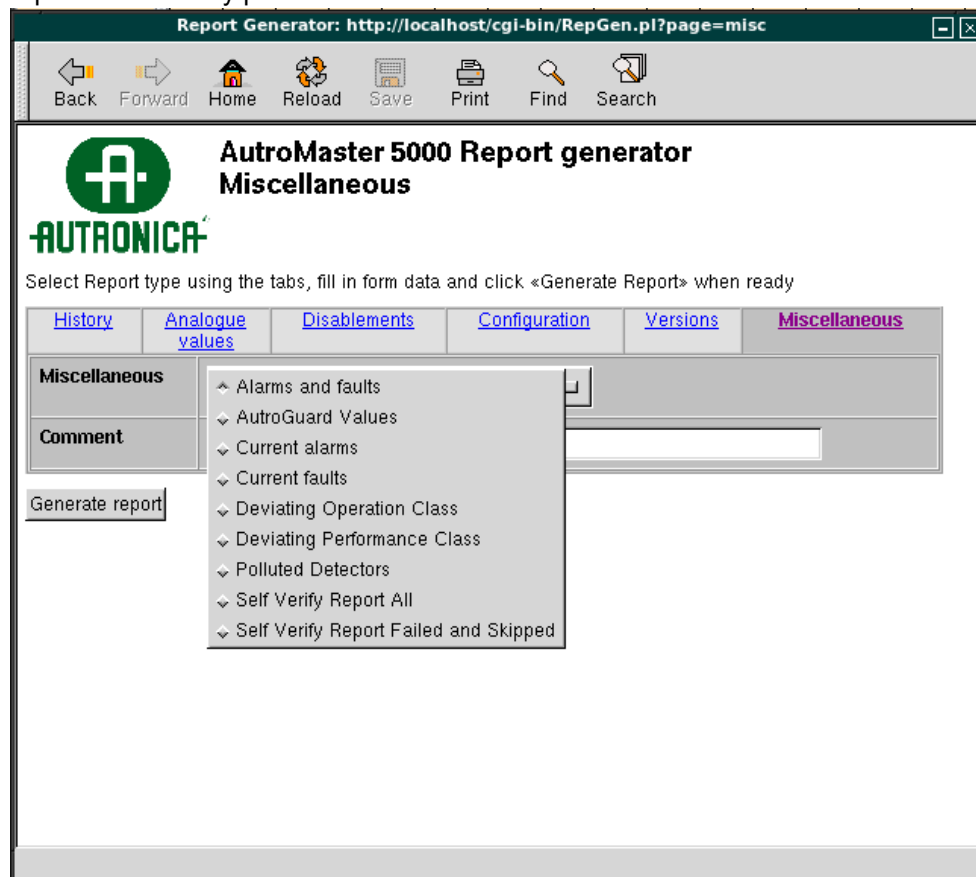 Report Generator: http://localhost/cgi-bin/RepGen.pl?page=misc
Back Forward Home Reload Save Print Find Search
AutroMaster 5000 Report generator
Miscellaneous
AUTRONICA
Select Report type using the tabs, fill in form data and click «Generate Report» when ready
History Analogue values Disablements Configuration Versions Miscellaneous
Miscellaneous
Alarms and faults
AutroGuard Values
Comment
Current alarms
Current faults
Generate report
Deviating Operation Class
Deviating Performance Class
Polluted Detectors
Self Verify Report All
Self Verify Report Failed and Skipped